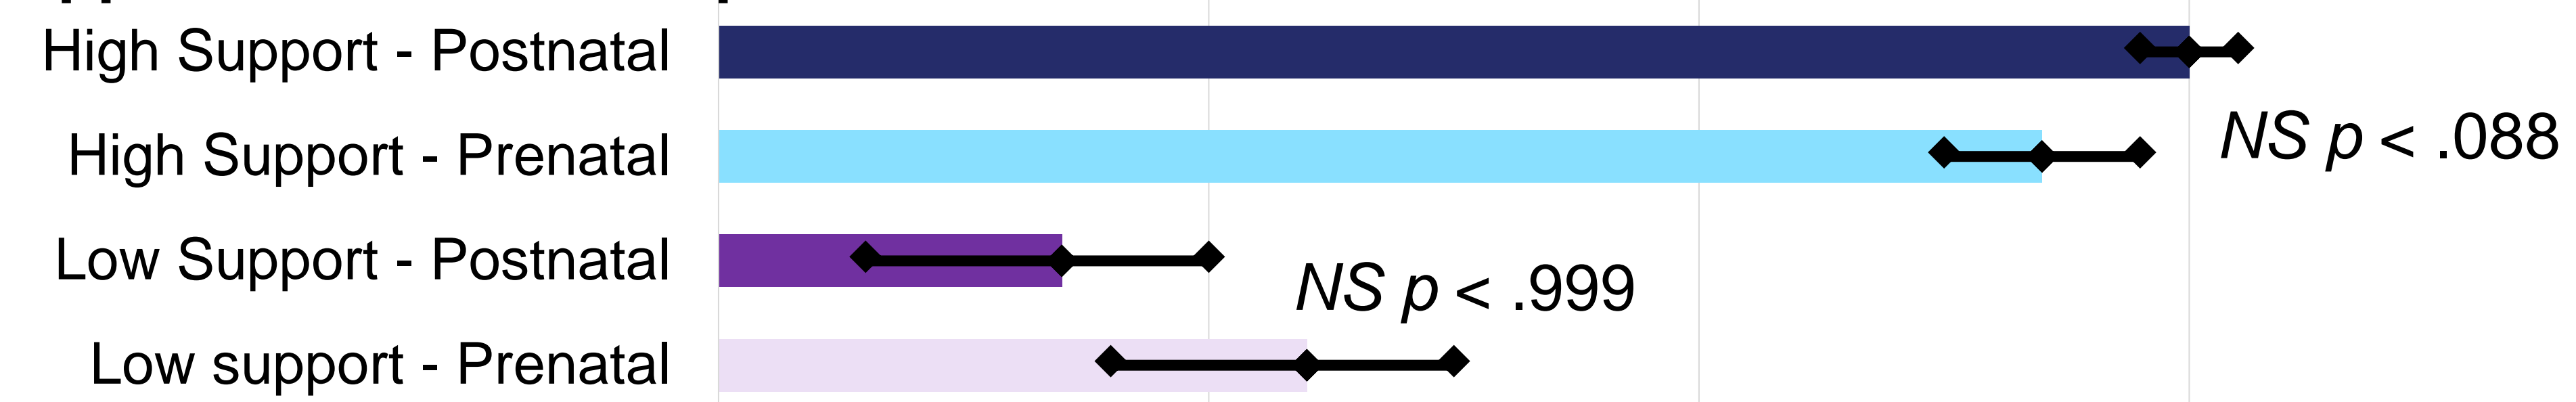 High Support - Postnatal
High Support - Prenatal
NS p < .088
Low Support - Postnatal
NS p < .999
Low support - Prenatal